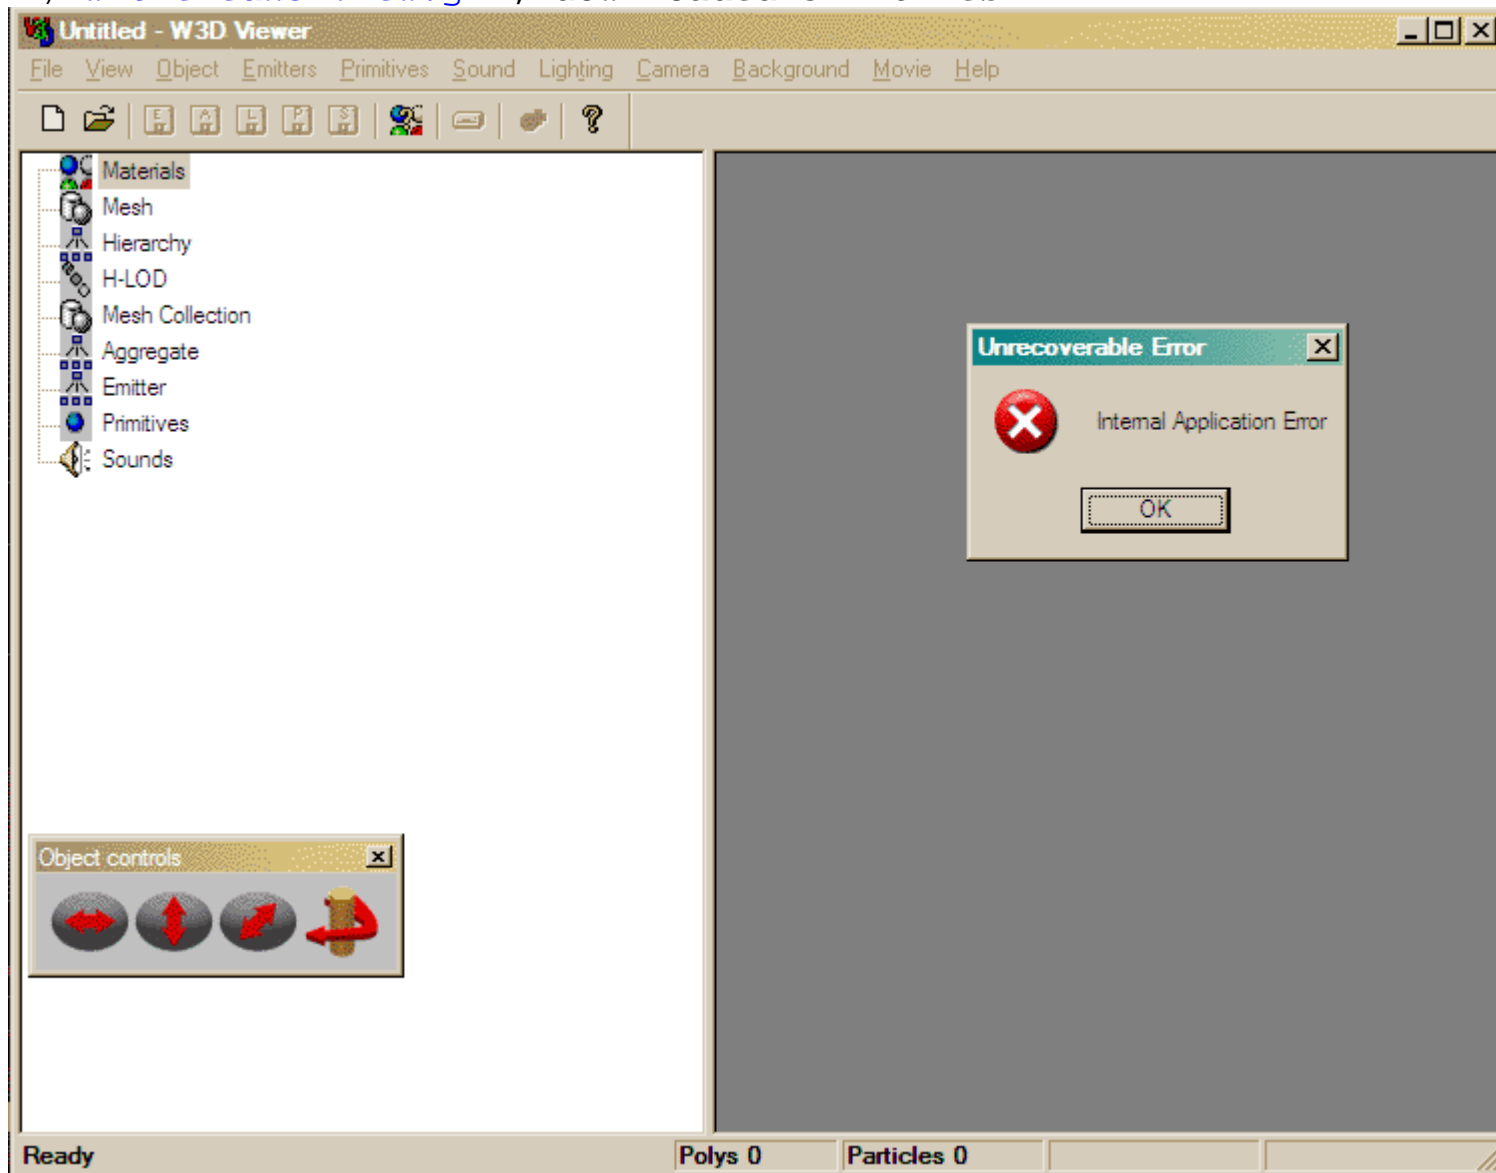 Untitled - W3D Viewer
File View Object Emitters Primitives Sound Lighting Camera Background Movie Help
E A L P S ?
Materials
Mesh
Hierarchy
H-LOD
Mesh Collection
Aggregate
Emitter
Primitives
Sounds
Unrecoverable Error
Internal Application Error
OK
Object controls
Ready Polys 0 Particles 0